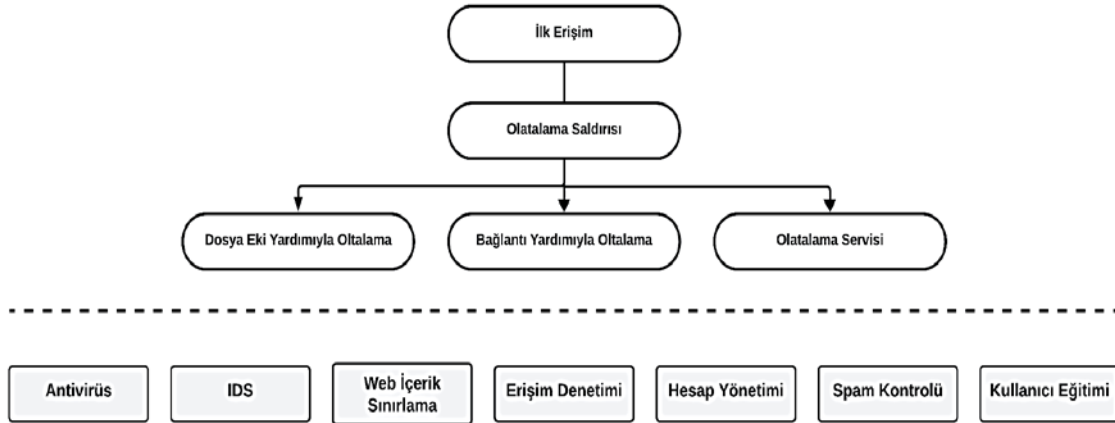 İlk Erişim
Olatalama Saldırısı
Dosya Eki Yardımıyla Oltalama
Bağlantı Yardımıyla Oltalama
Olatalama Servisi
Antivirüs
IDS
Web İçerik
Sınırlama
Erişim Denetimi
Hesap Yönetimi
Spam Kontrolü
Kullanıcı Eğitimi